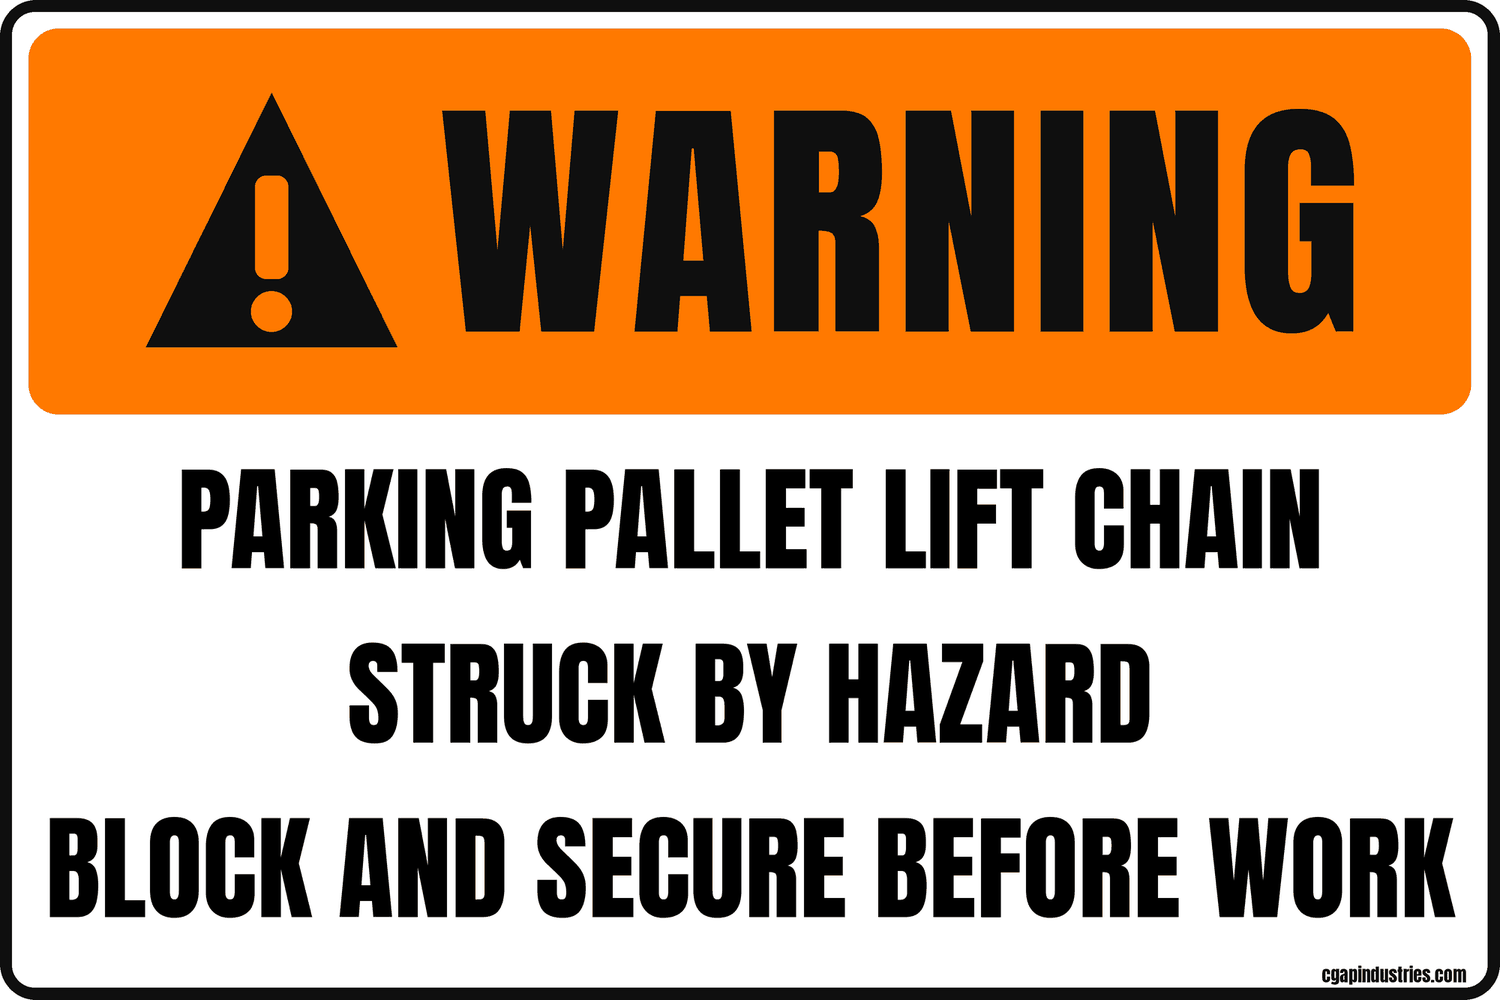 WARNING
PARKING PALLET LIFT CHAIN
STRUCK BY HAZARD
BLOCK AND SECURE BEFORE WORK
cgapindustries.com